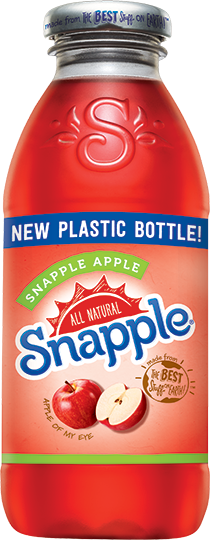 made from THE BEST Stuff ON EARTH!
S
NEW PLASTIC BOTTLE!
SNAPPLE APPLE
ALL NATURAL
Snapple®
made from
THE BEST
Stuff ON EARTH!
APPLE OF MY EYE